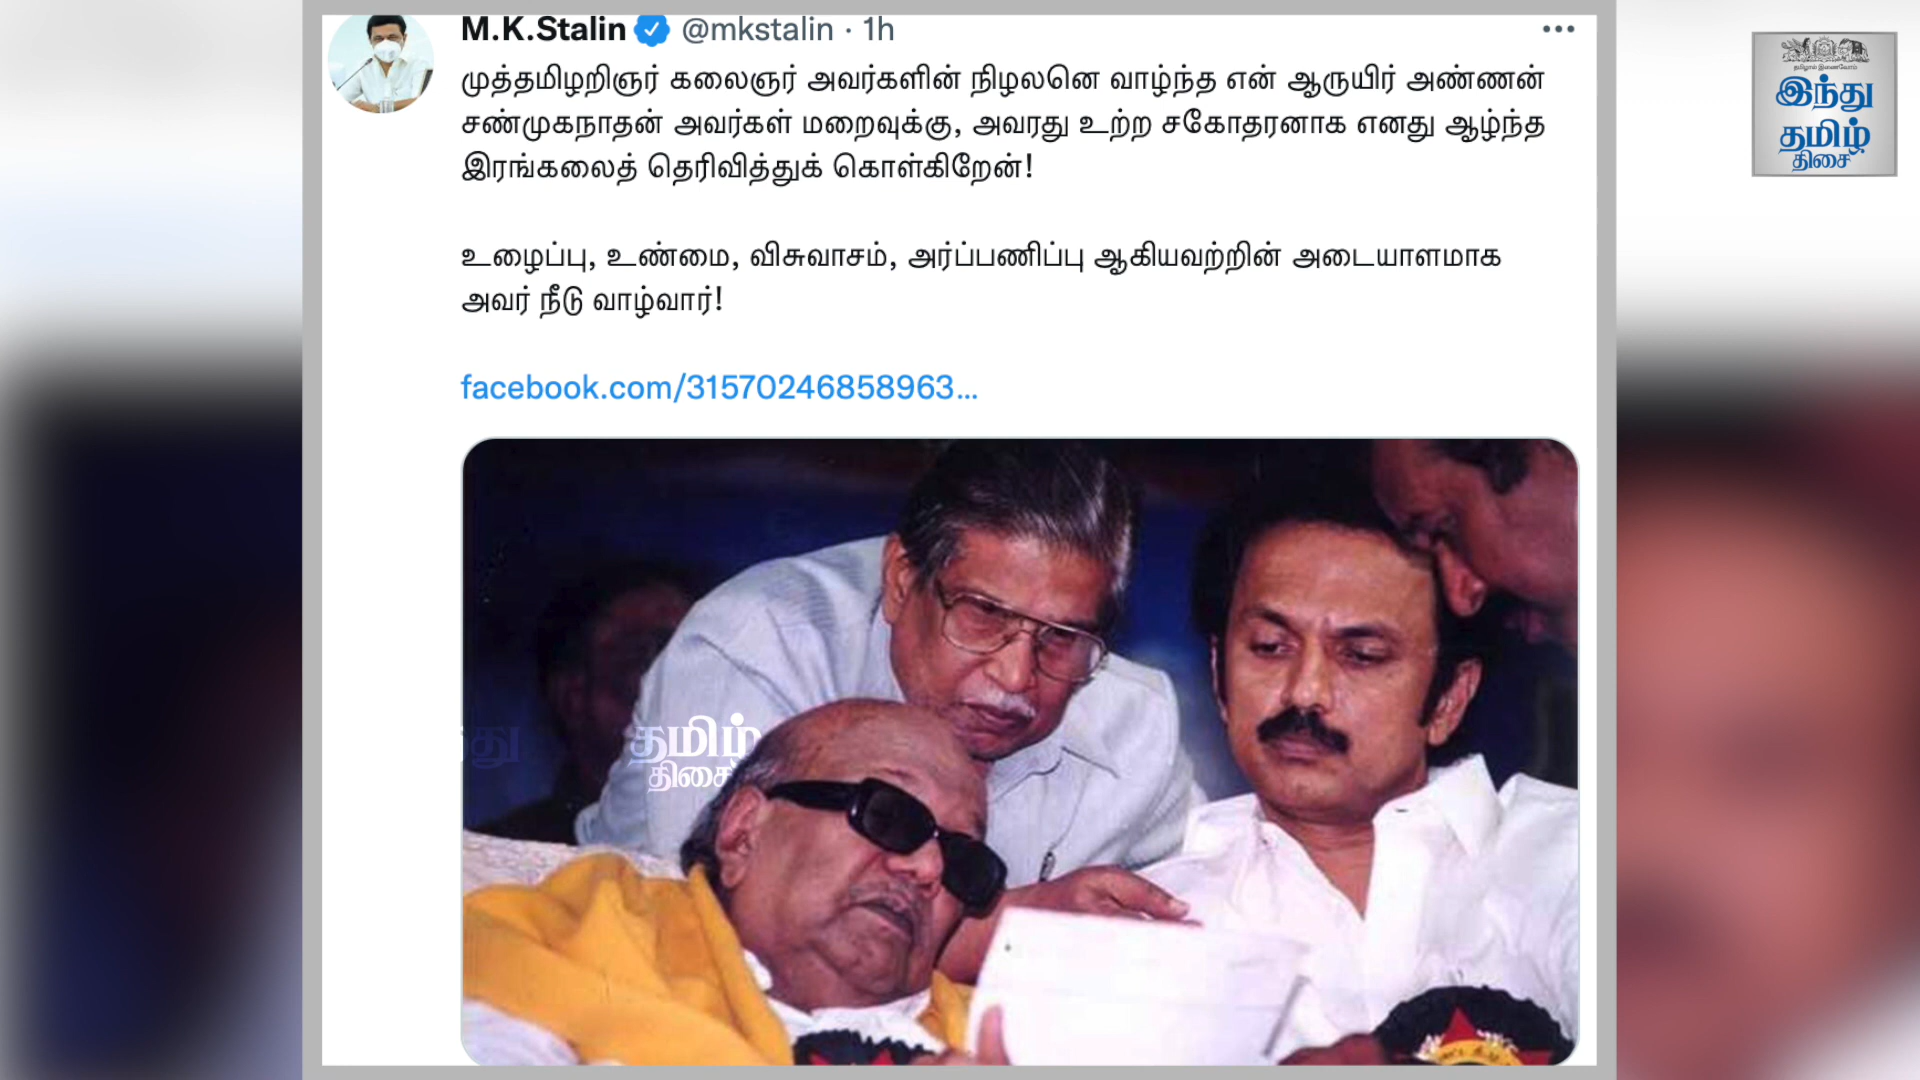 M.K.Stalin @mkstalin · 1h
முத்தமிழறிஞர் கலைஞர் அவர்களின் நிழலனெ வாழ்ந்த என் ஆருயிர் அண்ணன்
சண்முகநாதன் அவர்கள் மறைவுக்கு, அவரது உற்ற சகோதரனாக எனது ஆழ்ந்த
இரங்கலைத் தெரிவித்துக் கொள்கிறேன்!
உழைப்பு, உண்மை, விசுவாசம், அர்ப்பணிப்பு ஆகியவற்றின் அடையாளமாக
அவர் நீடு வாழ்வார்!
facebook.com/31570246858963...
இந்து
தமிழ்
திசை
தமிழ்
திசை